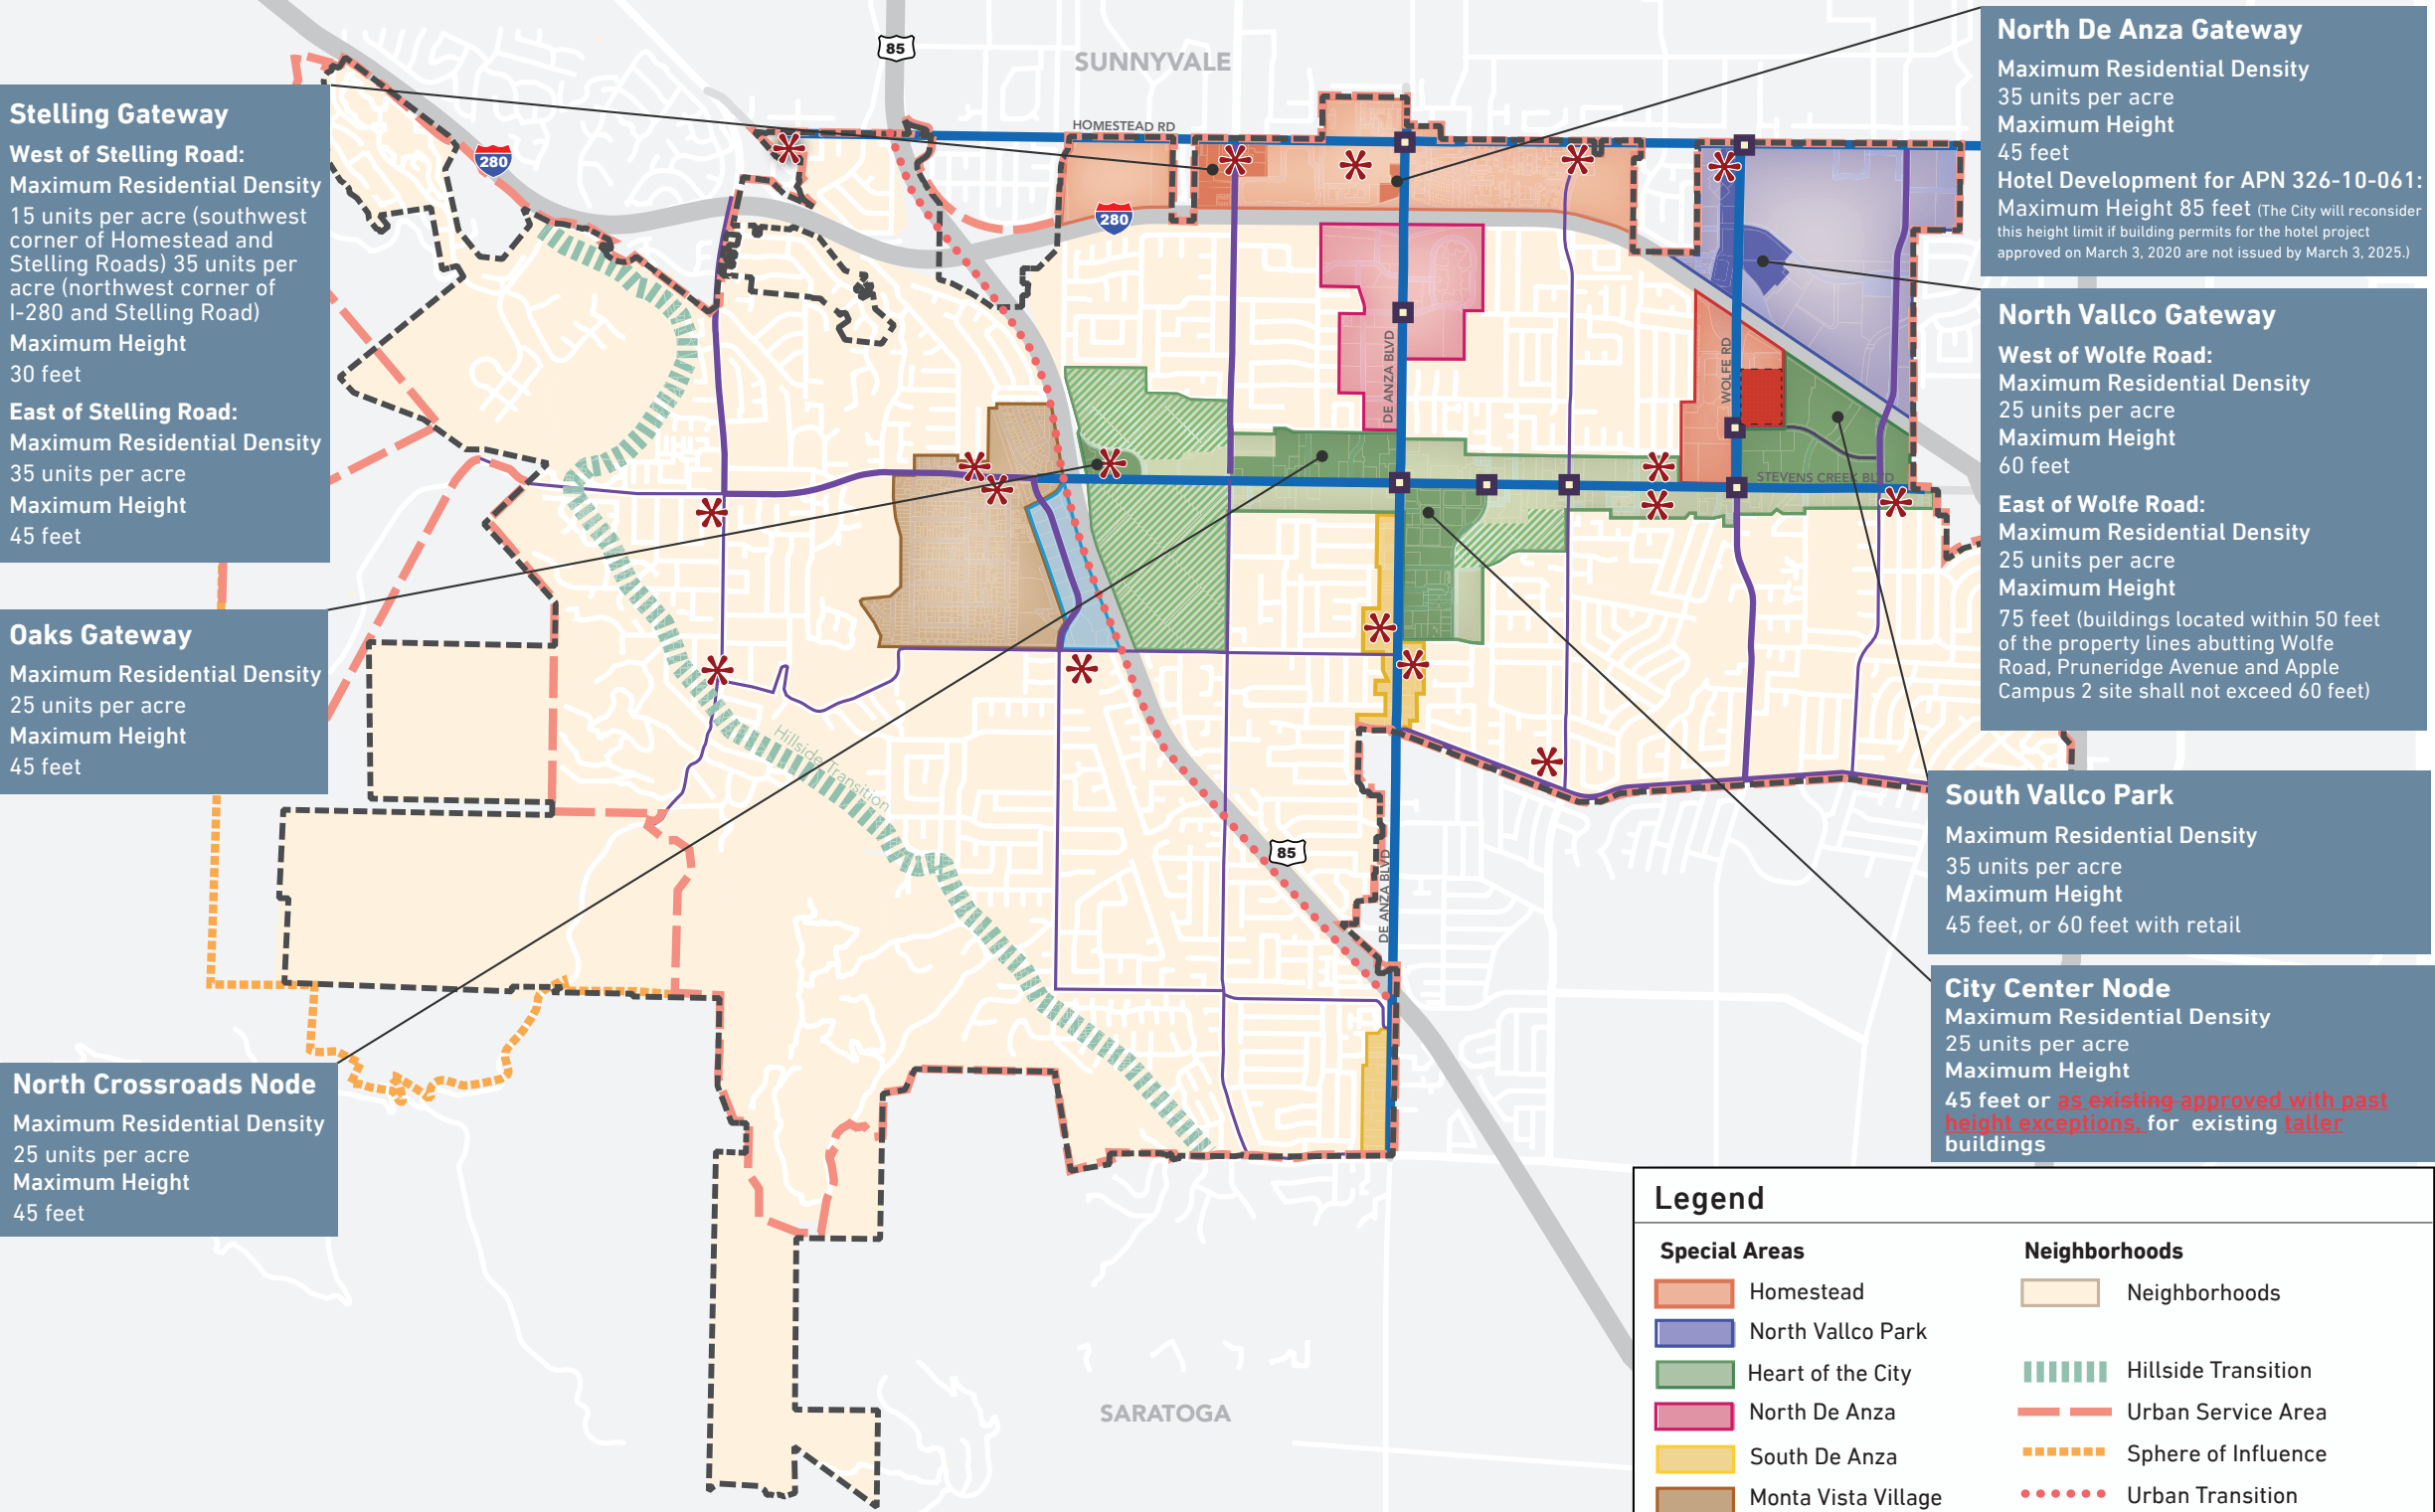 85
SUNNYVALE
HOMESTEAD RD
280
280
Stelling Gateway
West of Stelling Road:
Maximum Residential Density
15 units per acre (southwest
corner of Homestead and
Stelling Roads) 35 units per
acre (northwest corner of
I-280 and Stelling Road)
Maximum Height
30 feet
East of Stelling Road:
Maximum Residential Density
35 units per acre
Maximum Height
45 feet
Oaks Gateway
Maximum Residential Density
25 units per acre
Maximum Height
45 feet
North Crossroads Node
Maximum Residential Density
25 units per acre
Maximum Height
45 feet
DE ANZA BLVD
WOLFE RD
STEVENS CREEK BLVD
Hillside Transition
85
DE ANZA BLVD
SARATOGA
North De Anza Gateway
Maximum Residential Density
35 units per acre
Maximum Height
45 feet
Hotel Development for APN 326-10-061:
Maximum Height 85 feet (The City will reconsider
this height limit if building permits for the hotel project
approved on March 3, 2020 are not issued by March 3, 2025.)
North Vallco Gateway
West of Wolfe Road:
Maximum Residential Density
25 units per acre
Maximum Height
60 feet
East of Wolfe Road:
Maximum Residential Density
25 units per acre
Maximum Height
75 feet (buildings located within 50 feet
of the property lines abutting Wolfe
Road, Pruneridge Avenue and Apple
Campus 2 site shall not exceed 60 feet)
South Vallco Park
Maximum Residential Density
35 units per acre
Maximum Height
45 feet, or 60 feet with retail
City Center Node
Maximum Residential Density
25 units per acre
Maximum Height
45 feet or as existing approved with past
height exceptions, for existing taller
buildings
Legend
Special Areas
Homestead
North Vallco Park
Heart of the City
North De Anza
South De Anza
Monta Vista Village
Neighborhoods
Neighborhoods
Hillside Transition
Urban Service Area
Sphere of Influence
Urban Transition